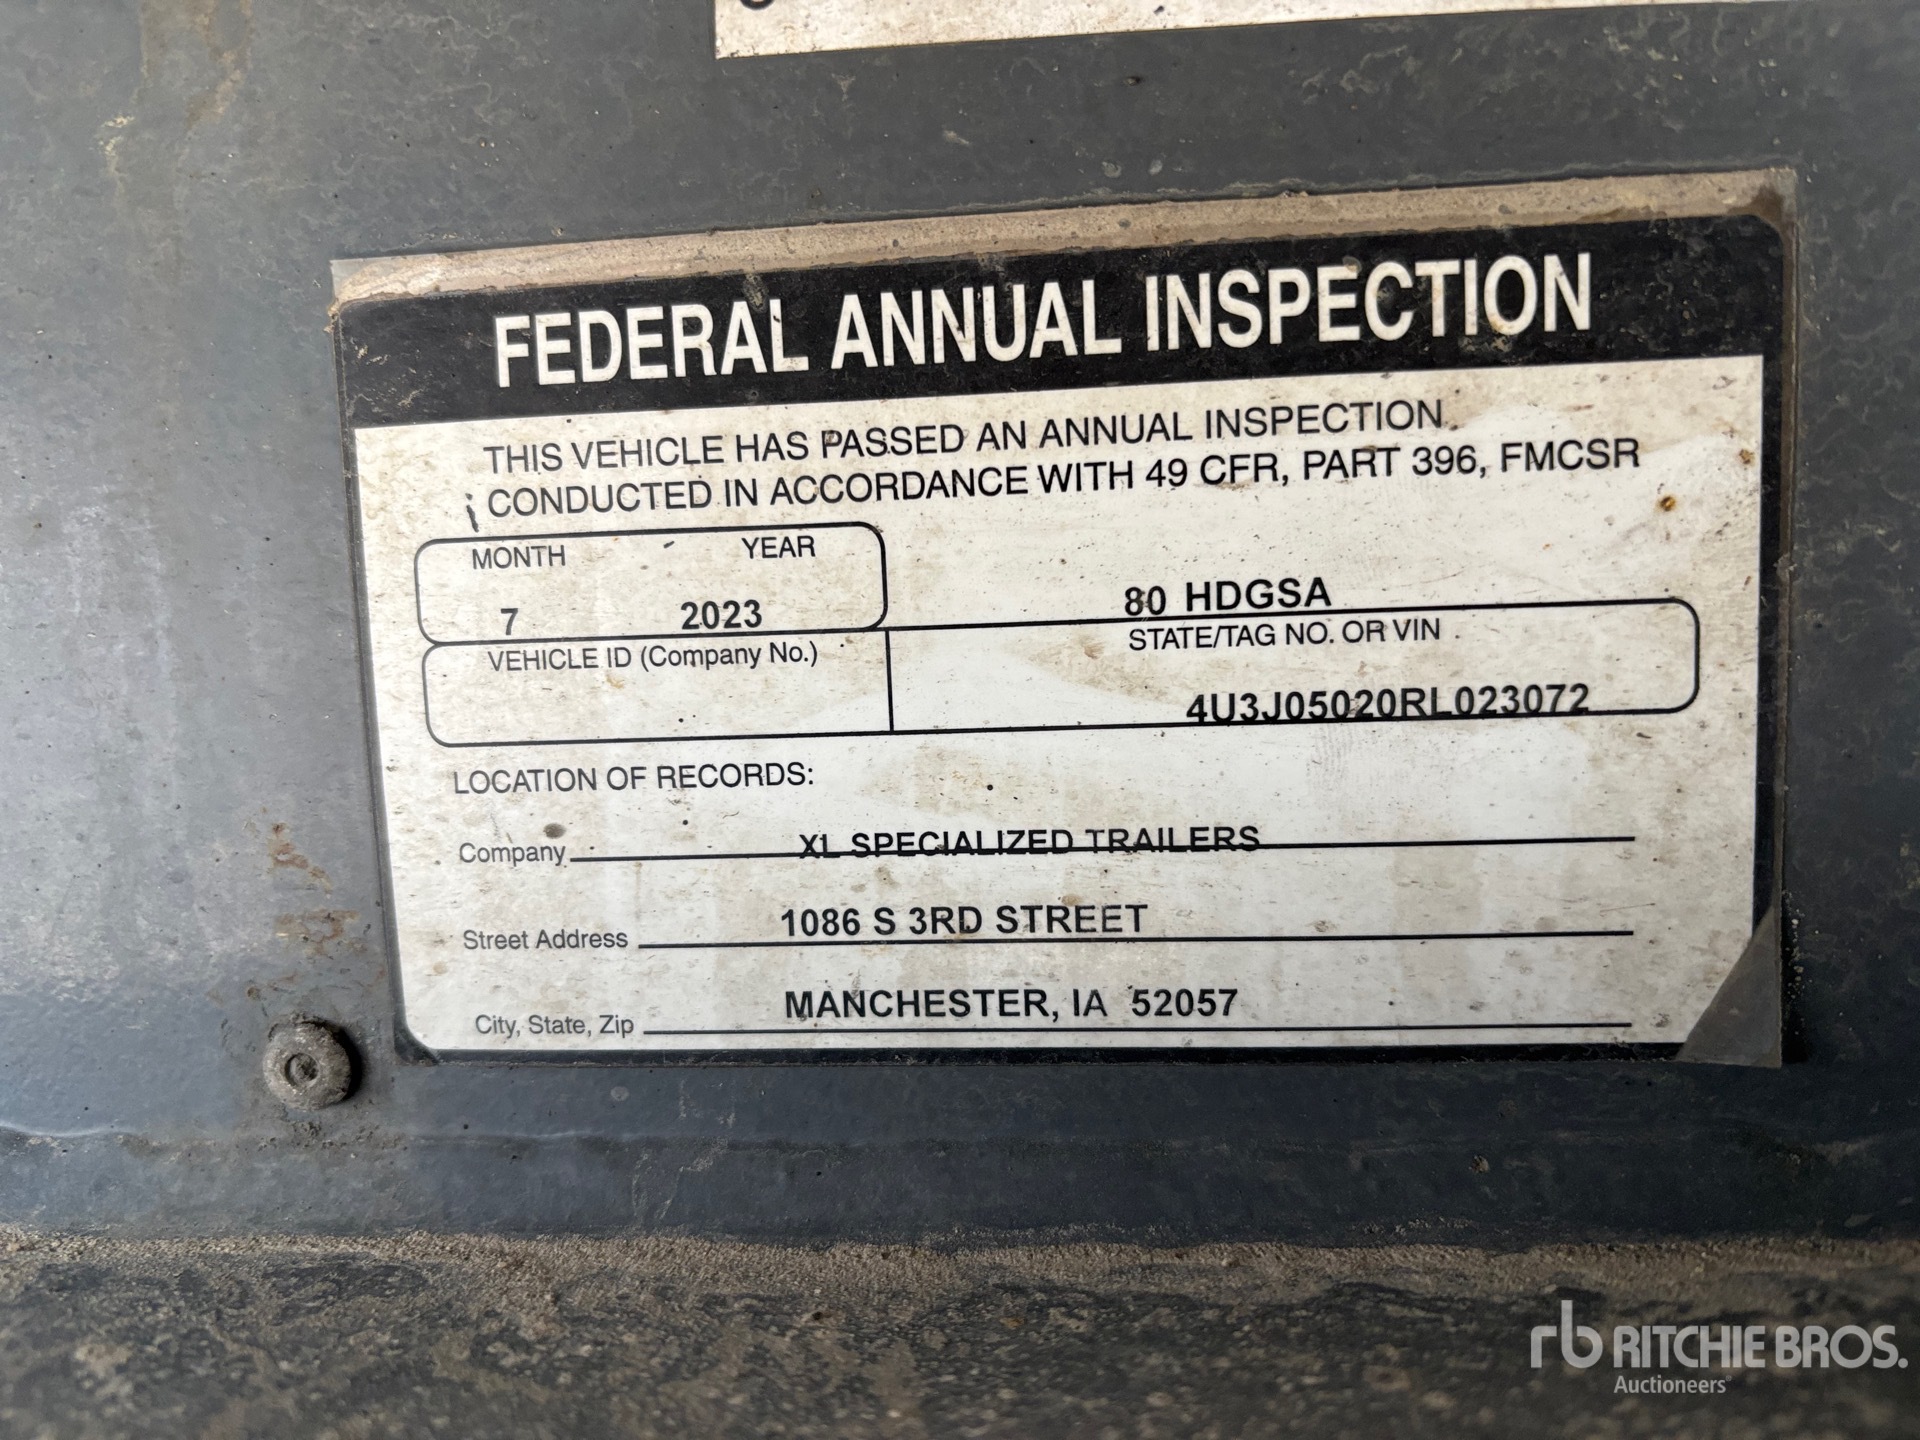 FEDERAL ANNUAL INSPECTION
THIS VEHICLE HAS PASSED AN ANNUAL INSPECTION
CONDUCTED IN ACCORDANCE WITH 49 CFR, PART 396, FMCSR
MONTH YEAR
7 2023
80 HDGSA
VEHICLE ID (Company No.)
STATE/TAG NO. OR VIN
4U3J05020RL023072
LOCATION OF RECORDS:
Company XL SPECIALIZED TRAILERS
Street Address 1086 S 3RD STREET
City, State, Zip MANCHESTER, IA 52057
rb RITCHIE BROS.
Auctioneers